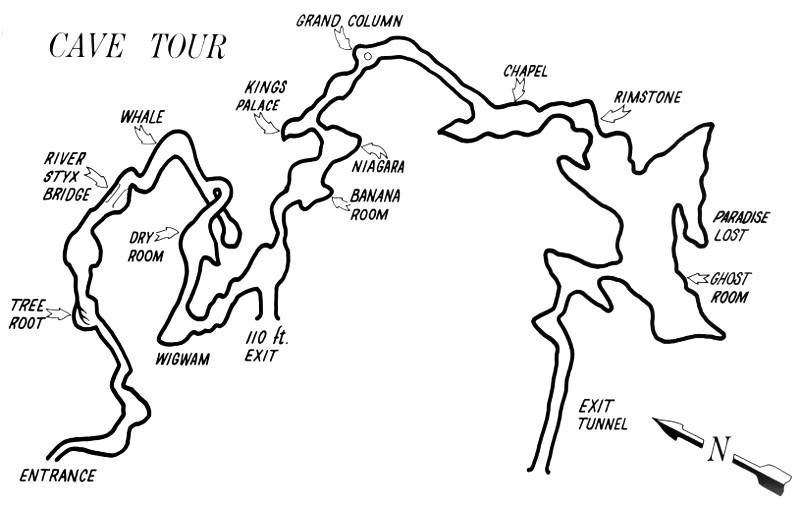 CAVE TOUR
GRAND COLUMN
KINGS
PALACE
CHAPEL
RIMSTONE
WHALE
RIVER
STYX
BRIDGE
NIAGARA
BANANA
ROOM
DRY
ROOM
PARADISE
LOST
GHOST
ROOM
TREE
ROOT
WIGWAM
110 ft.
EXIT
EXIT
TUNNEL
N
ENTRANCE